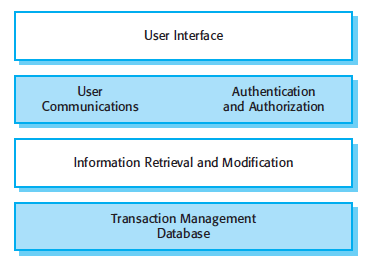 User Interface
User
Communications
Authentication
and Authorization
Information Retrieval and Modification
Transaction Management
Database